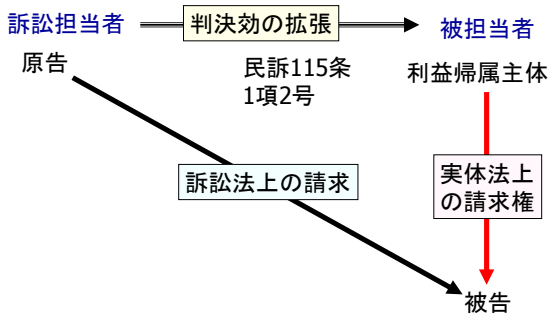 訴訟担当者
判決効の拡張
被担当者
原告
民訴115条
1項2号
利益帰属主体
訴訟法上の請求
実体法上
の請求権
被告